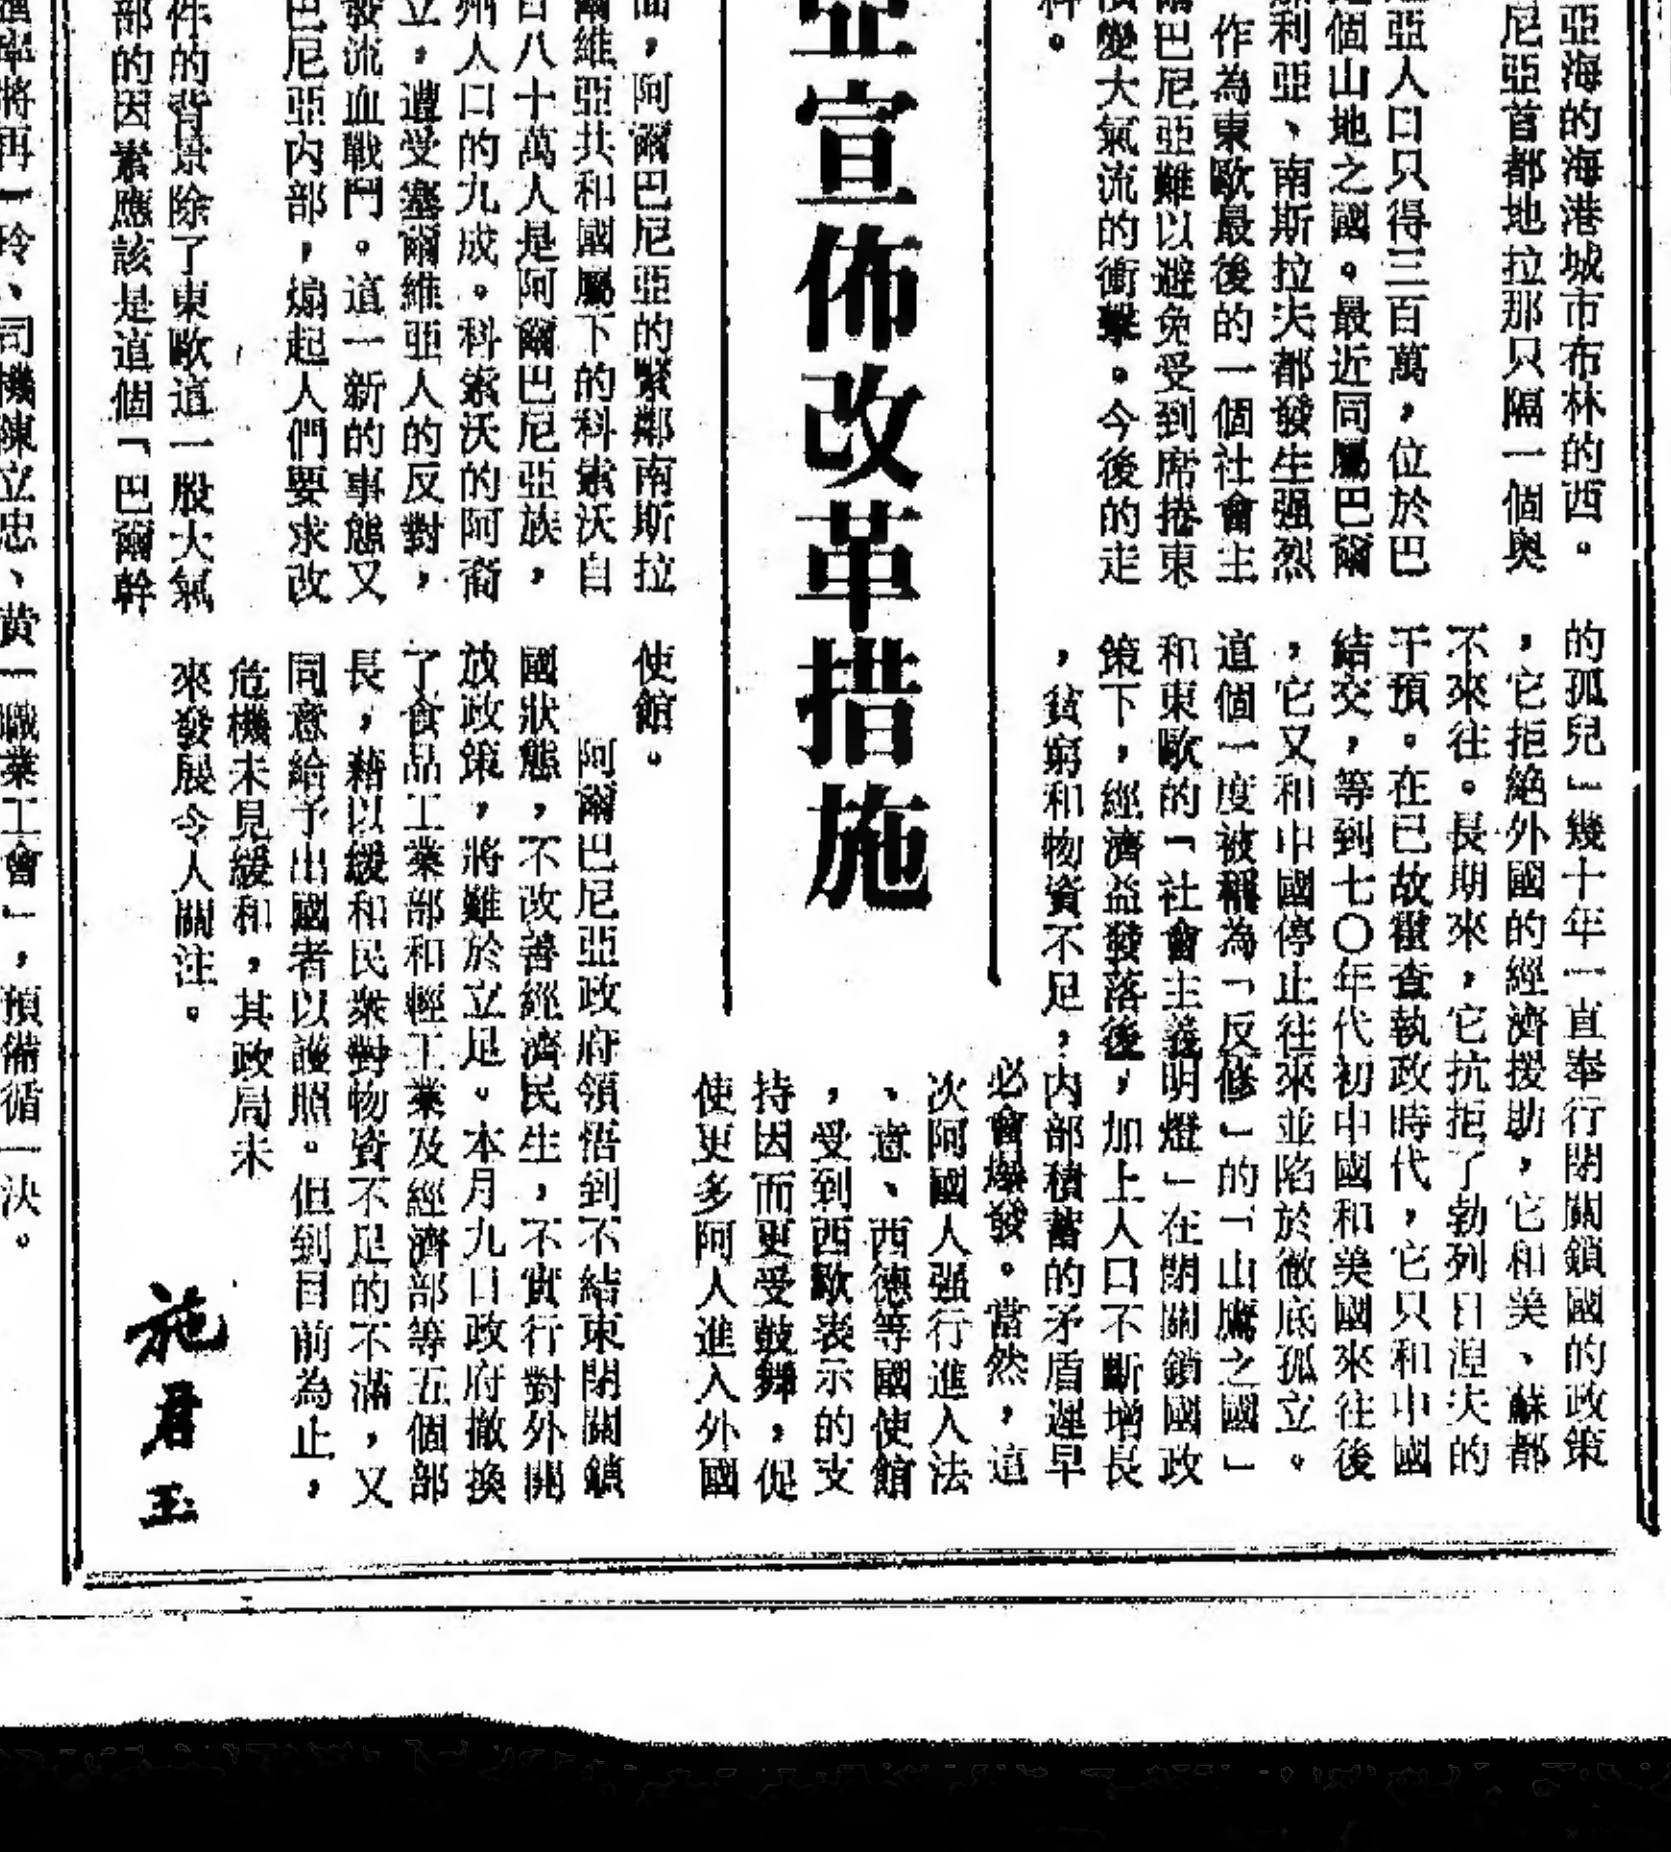 亞海的海港城市布林的西。
尼亞首都地拉那只隔一個奧
亞人口只得三百萬，位於巴
個山地之國。最近同屬巴爾
利亞、南斯拉夫都發生强烈
作為東歐最後的一個社會主
巴尼亞難以避免受到席捲東
變大氣流的衝擊。今後的走
。
的孤兒」幾十年一直奉行閉關鎖國的政策
，它拒絕外國的經濟援助，它和美、蘇都
不來往。長期來，它抗拒了勃列日涅夫的
干預。在已故霍查執政時代，它只和中國
結交，等到七〇年代初中國和美國來往後
，它又和中國停止往來並陷於徹底孤立。
這個一度被稱為「反修」的「山鷹之國」
和東歐的「社會主義明燈」在閉關鎖國政
策下，經濟益發落後，加上人口不斷增長
，貧窮和物資不足，內部積蓄的矛盾遲早
必會爆發。當然，這
次阿國人强行進入法
、意、西德等國使館
，受到西歐表示的支
持因而更受鼓舞，促
使更多阿人進入外國
亞宣佈改革措施
，阿爾巴尼亞的緊鄰南斯拉
維亞共和國屬下的科索沃自
八十萬人是阿爾巴尼亞族，
州人口的九成。科索沃的阿裔
立，遭受塞爾維亞人的反對，
發流血戰鬥。這一新的事態又
巴尼亞內部，煽起人們要求改
件的背景除了東歐這一股大氣
部的因素應該是這個「巴爾幹
使館。
阿爾巴尼亞政府領悟到不結束閉關鎖
國狀態，不改善經濟民生，不實行對外開
放政策，將難於立足。本月九日政府撤換
了食品工業部和輕工業及經濟部等五個部
長，藉以緩和民衆對物資不足的不滿，又
同意給予出國者以護照。但到目前為止，
危機未見緩和，其政局未
來發展令人關注。
施君玉
將再一玲、司機陳立忠、黃一職業工會」，預備循一決。